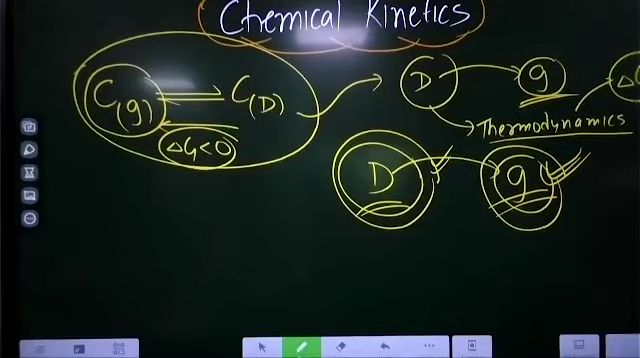 Chemical Kinetics
C(g) ⇌ C(D)
ΔG<0
D → g
Thermodynamics
D → g